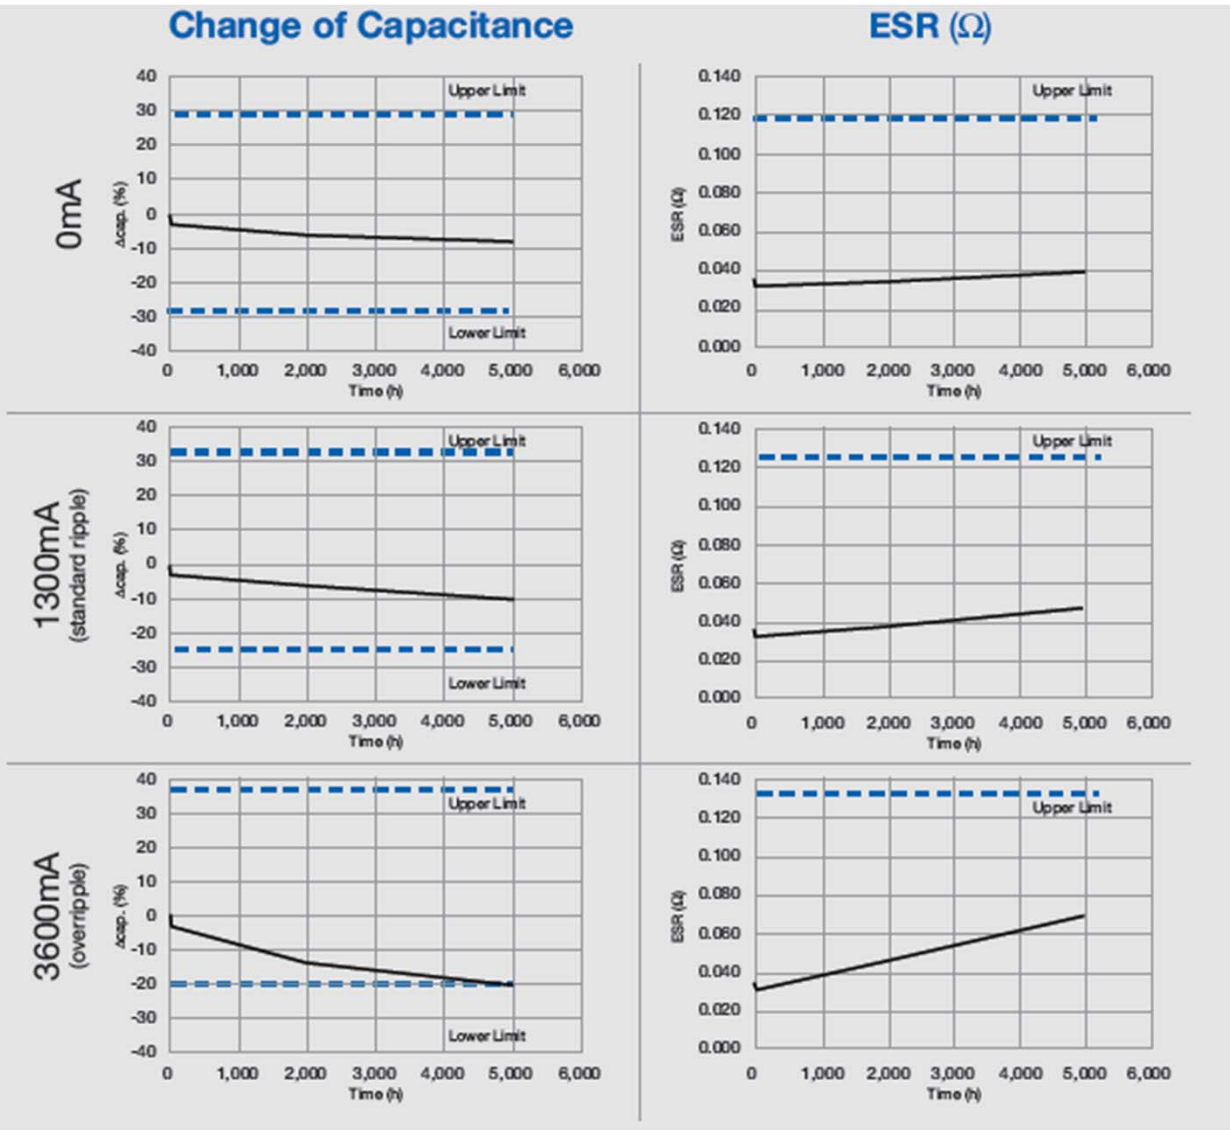 Change of Capacitance
ESR (Ω)
0mA
40
30
20
10
0
-10
-20
-30
-40
Δcap. (%)
Upper Limit
Lower Limit
0 1,000 2,000 3,000 4,000 5,000 6,000
Time (h)
0.140
0.120
0.100
0.080
0.060
0.040
0.020
0.000
ESR (Ω)
Upper Limit
0 1,000 2,000 3,000 4,000 5,000 6,000
Time (h)
1300mA
(standard ripple)
40
30
20
10
0
-10
-20
-30
-40
Δcap. (%)
Upper Limit
Lower Limit
0 1,000 2,000 3,000 4,000 5,000 6,000
Time (h)
0.140
0.120
0.100
0.080
0.060
0.040
0.020
0.000
ESR (Ω)
Upper Limit
0 1,000 2,000 3,000 4,000 5,000 6,000
Time (h)
3600mA
(overripple)
40
30
20
10
0
-10
-20
-30
-40
Δcap. (%)
Upper Limit
Lower Limit
0 1,000 2,000 3,000 4,000 5,000 6,000
Time (h)
0.140
0.120
0.100
0.080
0.060
0.040
0.020
0.000
ESR (Ω)
Upper Limit
0 1,000 2,000 3,000 4,000 5,000 6,000
Time (h)